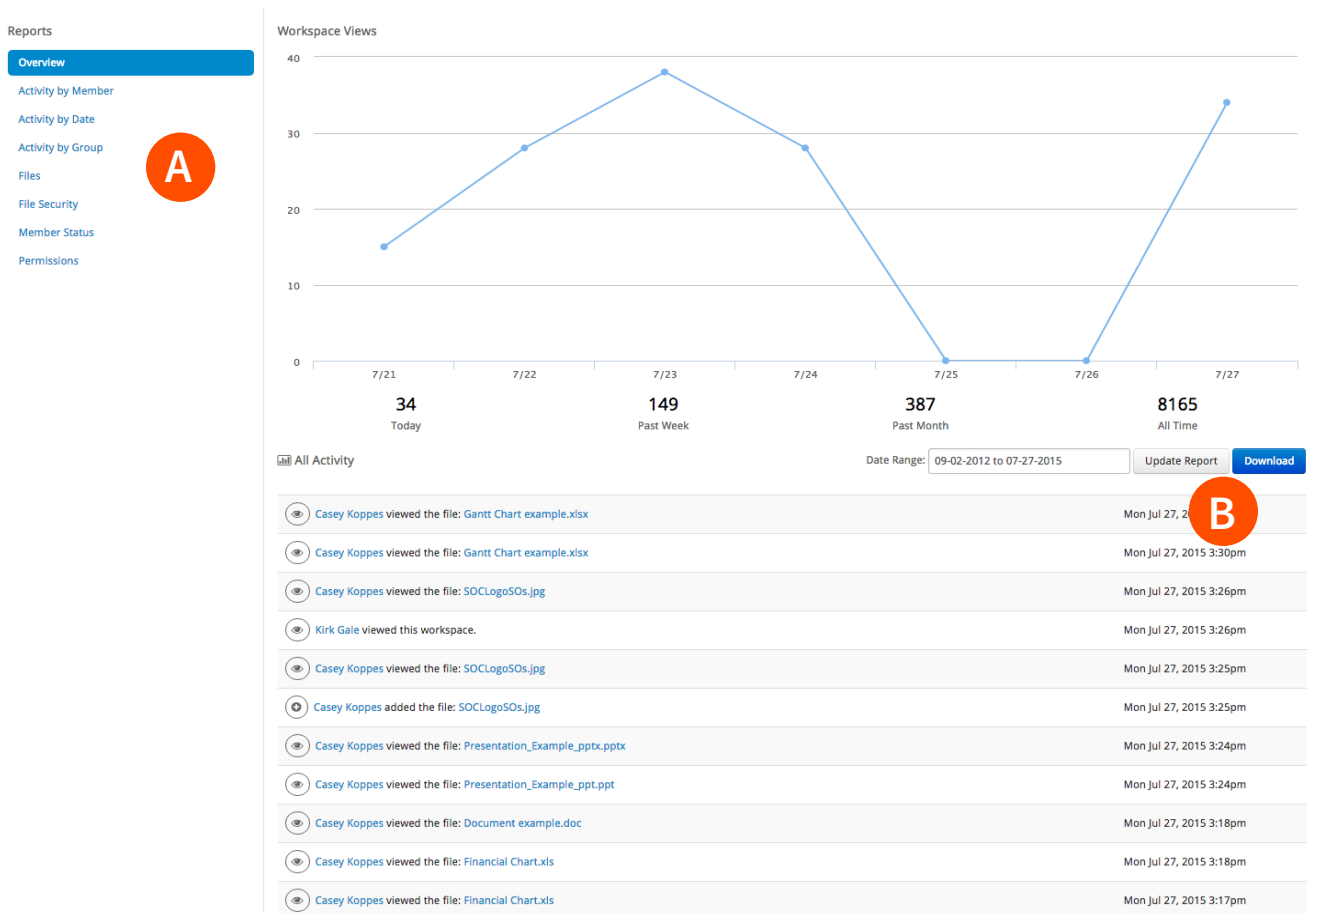 Reports
Overview
Activity by Member
Activity by Date
Activity by Group
Files
File Security
Member Status
Permissions
A
Workspace Views
40
30
20
10
0
7/21 7/22 7/23 7/24 7/25 7/26 7/27
34 149 387 8165
Today Past Week Past Month All Time
All Activity Date Range: 09-02-2012 to 07-27-2015 Update Report Download
B
Casey Koppes viewed the file: Gantt Chart example.xlsx Mon Jul 27, 2
Casey Koppes viewed the file: Gantt Chart example.xlsx Mon Jul 27, 2015 3:30pm
Casey Koppes viewed the file: SOCLogoSOs.jpg Mon Jul 27, 2015 3:26pm
Kirk Gale viewed this workspace. Mon Jul 27, 2015 3:26pm
Casey Koppes viewed the file: SOCLogoSOs.jpg Mon Jul 27, 2015 3:25pm
Casey Koppes added the file: SOCLogoSOs.jpg Mon Jul 27, 2015 3:25pm
Casey Koppes viewed the file: Presentation_Example_pptx.pptx Mon Jul 27, 2015 3:24pm
Casey Koppes viewed the file: Presentation_Example_ppt.ppt Mon Jul 27, 2015 3:24pm
Casey Koppes viewed the file: Document example.doc Mon Jul 27, 2015 3:18pm
Casey Koppes viewed the file: Financial Chart.xls Mon Jul 27, 2015 3:18pm
Casey Koppes viewed the file: Financial Chart.xls Mon Jul 27, 2015 3:17pm